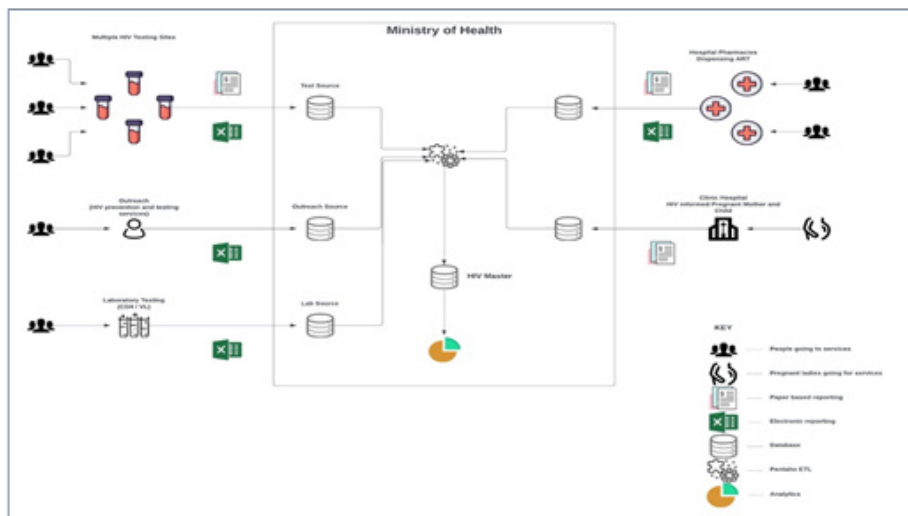 Ministry of Health
Multiple HIV Testing Sites
Hospital Pharmacies
Dispensing ART
Test Source
Outreach
(HIV prevention and testing
services)
Outreach Source
Clinic Hospital
HIV informed Pregnant Mother and
Child
HIV Master
Laboratory Testing
(CD4 / VL)
Lab Source
KEY
People going to services
Pregnant ladies going for services
Paper based reporting
Electronic reporting
Database
Pentaho ETL
Analytics